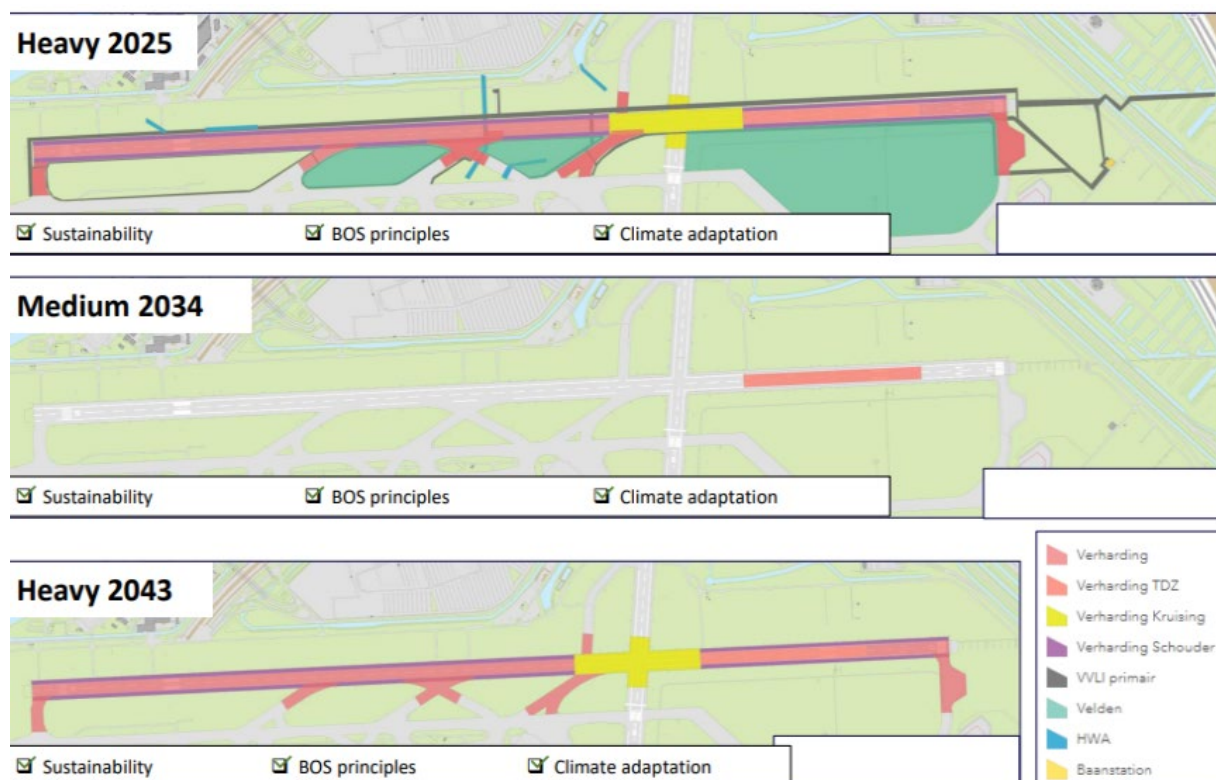 Heavy 2025
Sustainability
BOS principles
Climate adaptation
Medium 2034
Sustainability
BOS principles
Climate adaptation
Heavy 2043
Sustainability
BOS principles
Climate adaptation
Verharding
Verharding TDZ
Verharding Kruising
Verharding Schouder
VVLI primair
Velden
HWA
Baanstation